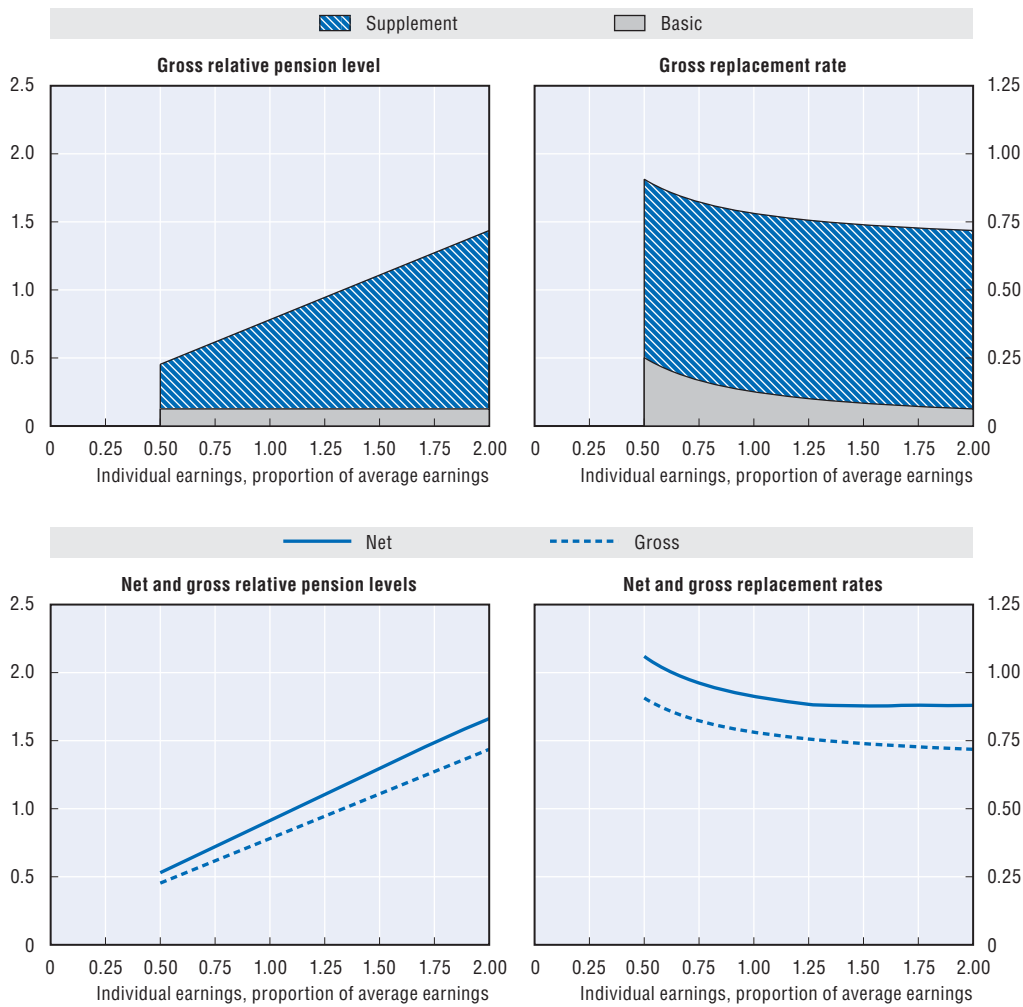 Supplement Basic
Gross relative pension level
2.5
2.0
1.5
1.0
0.5
0
0 0.25 0.50 0.75 1.00 1.25 1.50 1.75 2.00
Individual earnings, proportion of average earnings
Gross replacement rate
1.25
1.00
0.75
0.50
0.25
0
0 0.25 0.50 0.75 1.00 1.25 1.50 1.75 2.00
Individual earnings, proportion of average earnings
Net Gross
Net and gross relative pension levels
2.5
2.0
1.5
1.0
0.5
0
0 0.25 0.50 0.75 1.00 1.25 1.50 1.75 2.00
Individual earnings, proportion of average earnings
Net and gross replacement rates
1.25
1.00
0.75
0.50
0.25
0
0 0.25 0.50 0.75 1.00 1.25 1.50 1.75 2.00
Individual earnings, proportion of average earnings